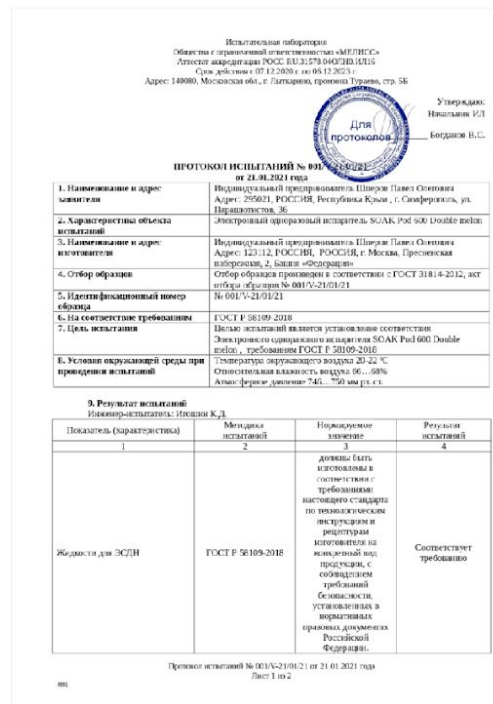 Испытательная лаборатория
Общества с ограниченной ответственностью «МЕЛИСС»
Аттестат аккредитации РОСС RU.31578.04ОЛН0.ИЛ16
Срок действия с 07.12.2020 г. по 06.12.2023 г.
Адрес: 140080, Московская обл., г. Лыткарино, промзона Тураево, стр. 5Б
Утверждаю:
Начальник ИЛ
Богданов В.С.
Для
протоколов
ПРОТОКОЛ ИСПЫТАНИЙ № 001/V-21/01/21
от 21.01.2021 года
1. Наименование и адрес
заявителя
Индивидуальный предприниматель Шперов Павел Олегович
Адрес: 295021, РОССИЯ, Республика Крым , г. Симферополь, ул.
Парашютистов, 36
2. Характеристика объекта
испытаний
Электронный одноразовый испаритель SOAK Pod 600 Double melon
3. Наименование и адрес
изготовителя
Индивидуальный предприниматель Шперов Павел Олегович
Адрес: 123112, РОССИЯ, РОССИЯ, г. Москва, Пресненская
набережная, 2, Башня «Федерация»
4. Отбор образцов
Отбор образцов произведен в соответствии с ГОСТ 31814-2012, акт
отбора образцов № 001/V-21/01/21
5. Идентификационный номер
образца
№ 001/V-21/01/21
6. На соответствие требованиям
ГОСТ Р 58109-2018
7. Цель испытания
Целью испытаний является установление соответствия
Электронного одноразового испарителя SOAK Pod 600 Double
melon , требованиям ГОСТ Р 58109-2018
8. Условия окружающей среды при
проведении испытаний
Температура окружающего воздуха 20-22 °С
Относительная влажность воздуха 66…68%
Атмосферное давление 746…750 мм рт. ст.
9. Результат испытаний
Инженер-испытатель: Игошин К.Д.
Показатель (характеристика)
Методика
испытаний
Нормируемое
значение
Результат
испытаний
1
2
3
4
Жидкости для ЭСДН
ГОСТ Р 58109-2018
должны быть
изготовлены в
соответствии с
требованиями
настоящего стандарта
по технологическим
инструкциям и
рецептурам
изготовителя на
конкретный вид
продукции, с
соблюдением
требований
безопасности,
установленных в
нормативных
правовых документах
Российской
Федерации.
Соответствует
требованию
Протокол испытаний № 001/V-21/01/21 от 21.01.2021 года
Лист 1 из 2